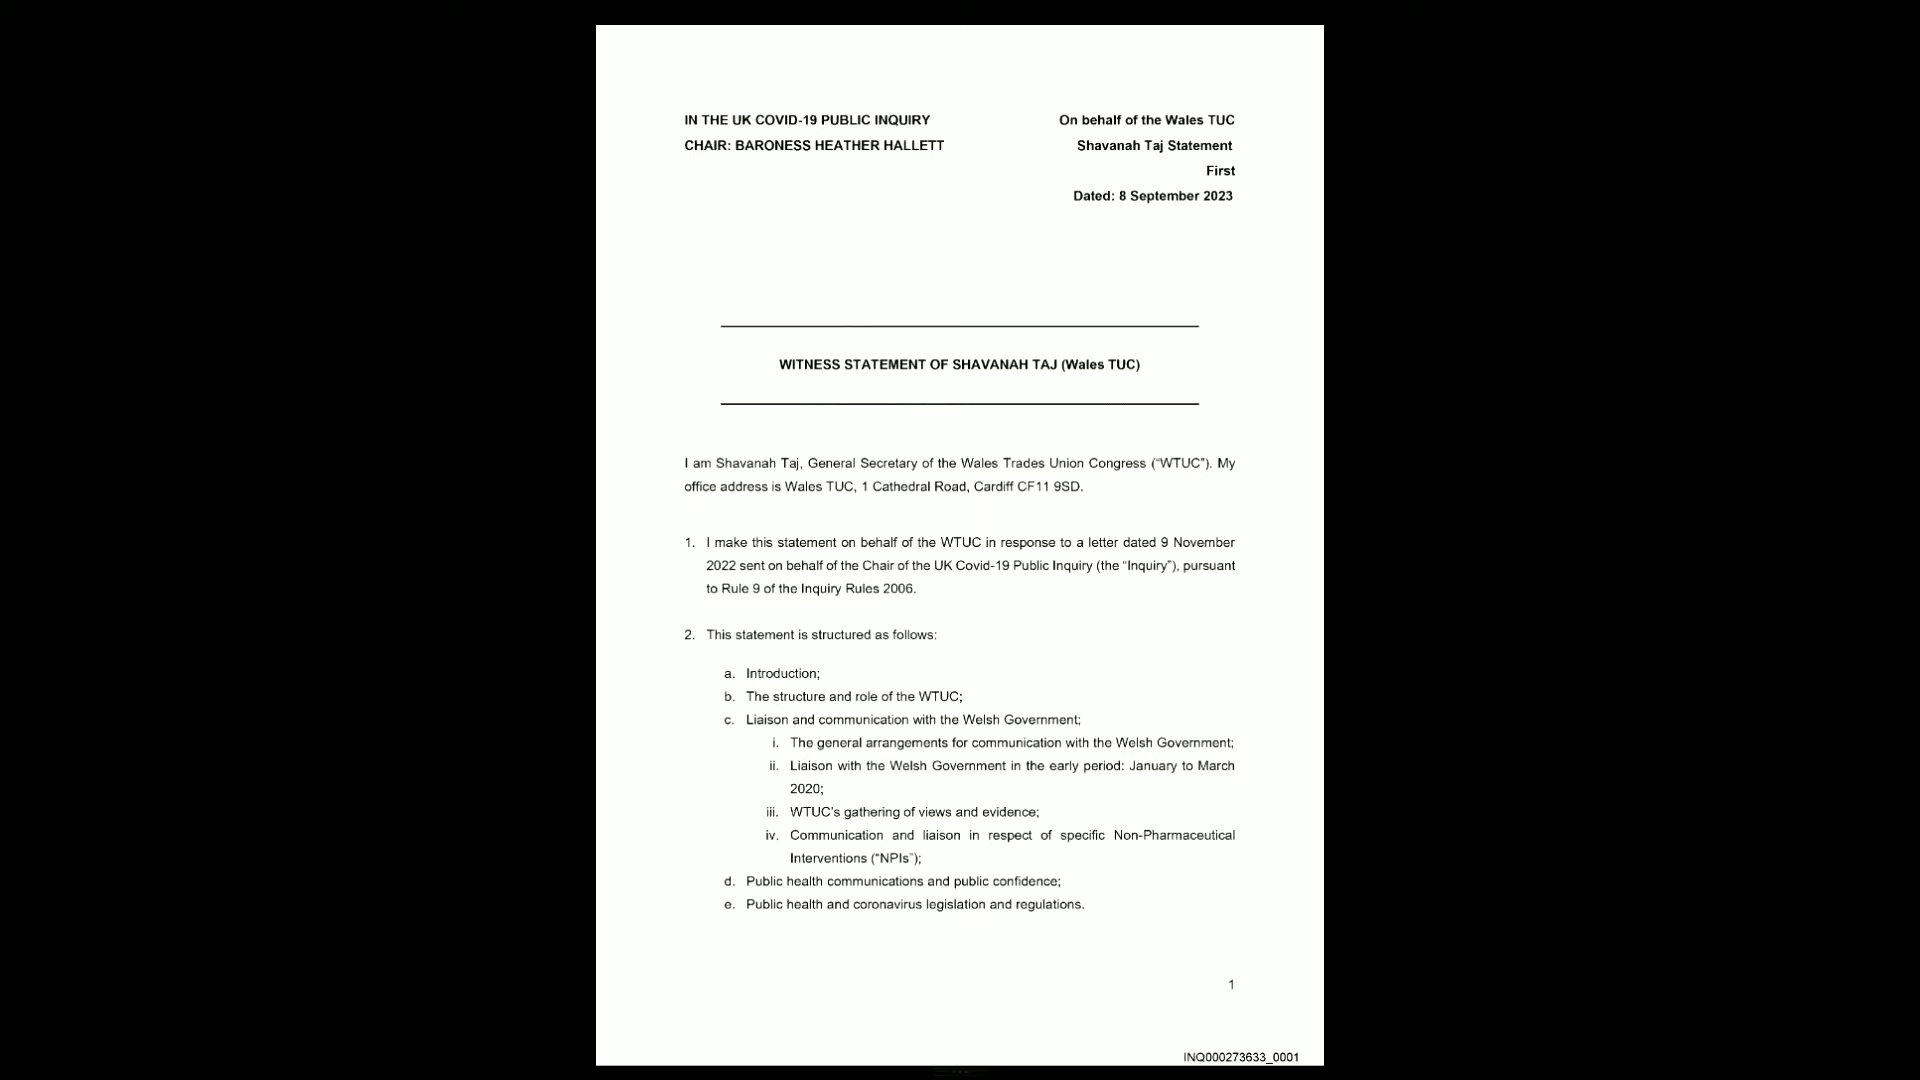 IN THE UK COVID-19 PUBLIC INQUIRY
CHAIR: BARONESS HEATHER HALLETT
On behalf of the Wales TUC
Shavanah Taj Statement
First
Dated: 8 September 2023
WITNESS STATEMENT OF SHAVANAH TAJ (Wales TUC)
I am Shavanah Taj, General Secretary of the Wales Trades Union Congress (“WTUC”). My
office address is Wales TUC, 1 Cathedral Road, Cardiff CF11 9SD.
1. I make this statement on behalf of the WTUC in response to a letter dated 9 November
2022 sent on behalf of the Chair of the UK Covid-19 Public Inquiry (the “Inquiry”), pursuant
to Rule 9 of the Inquiry Rules 2006.
2. This statement is structured as follows:
a. Introduction;
b. The structure and role of the WTUC;
c. Liaison and communication with the Welsh Government;
i. The general arrangements for communication with the Welsh Government;
ii. Liaison with the Welsh Government in the early period: January to March
2020;
iii. WTUC’s gathering of views and evidence;
iv. Communication and liaison in respect of specific Non-Pharmaceutical
Interventions (“NPIs”);
d. Public health communications and public confidence;
e. Public health and coronavirus legislation and regulations.
1
INQ000273633_0001